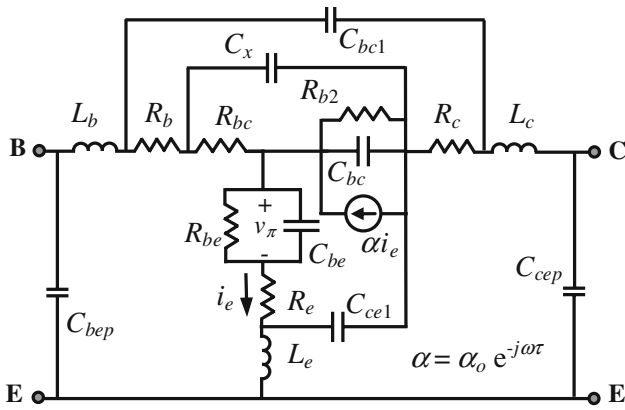 C_bc1
C_x
L_b
R_b
R_bc
R_b2
R_c
L_c
B
C
C_bc
R_be
+
v_π
-
C_be
αi_e
i_e
R_e
C_ce1
C_cep
C_bep
L_e
α = α_o e^-jωτ
E
E